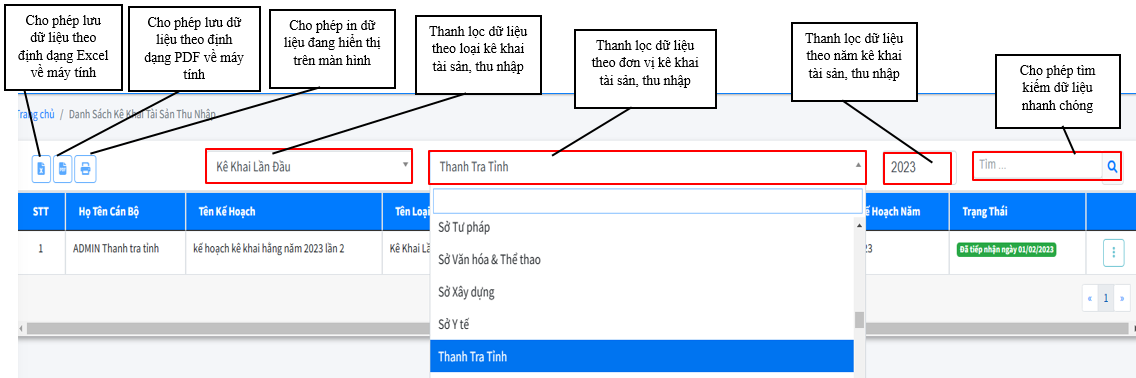 Cho phép lưu
dữ liệu theo
định dạng Excel
về máy tính
Cho phép lưu dữ
liệu theo định
dạng PDF về máy
tính
Cho phép in dữ
liệu đang hiển thị
trên màn hình
Thanh lọc dữ liệu
theo loại kê khai
tài sản, thu nhập
Thanh lọc dữ liệu
theo đơn vị kê khai
tài sản, thu nhập
Thanh lọc dữ liệu
theo năm kê khai
tài sản, thu nhập
Cho phép tìm
kiếm dữ liệu
nhanh chóng
Trang chủ / Danh Sách Kê Khai Tài Sản Thu Nhập
Kê Khai Lần Đầu
Thanh Tra Tỉnh
2023
Tìm ...
STT Họ Tên Cán Bộ Tên Kế Hoạch Tên Loại Hoạch Năm Trạng Thái
1 ADMIN Thanh tra tỉnh kế hoạch kê khai hằng năm 2023 lần 2 Kê Khai 23 Đã tiếp nhận ngày 01/02/2023
Sở Tư pháp
Sở Văn hóa & Thể thao
Sở Xây dựng
Sở Y tế
Thanh Tra Tỉnh
« 1 »